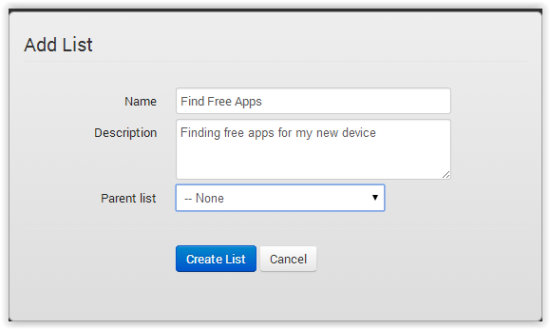 Add List
Name Find Free Apps
Description Finding free apps for my new device
Parent list -- None
Create List Cancel